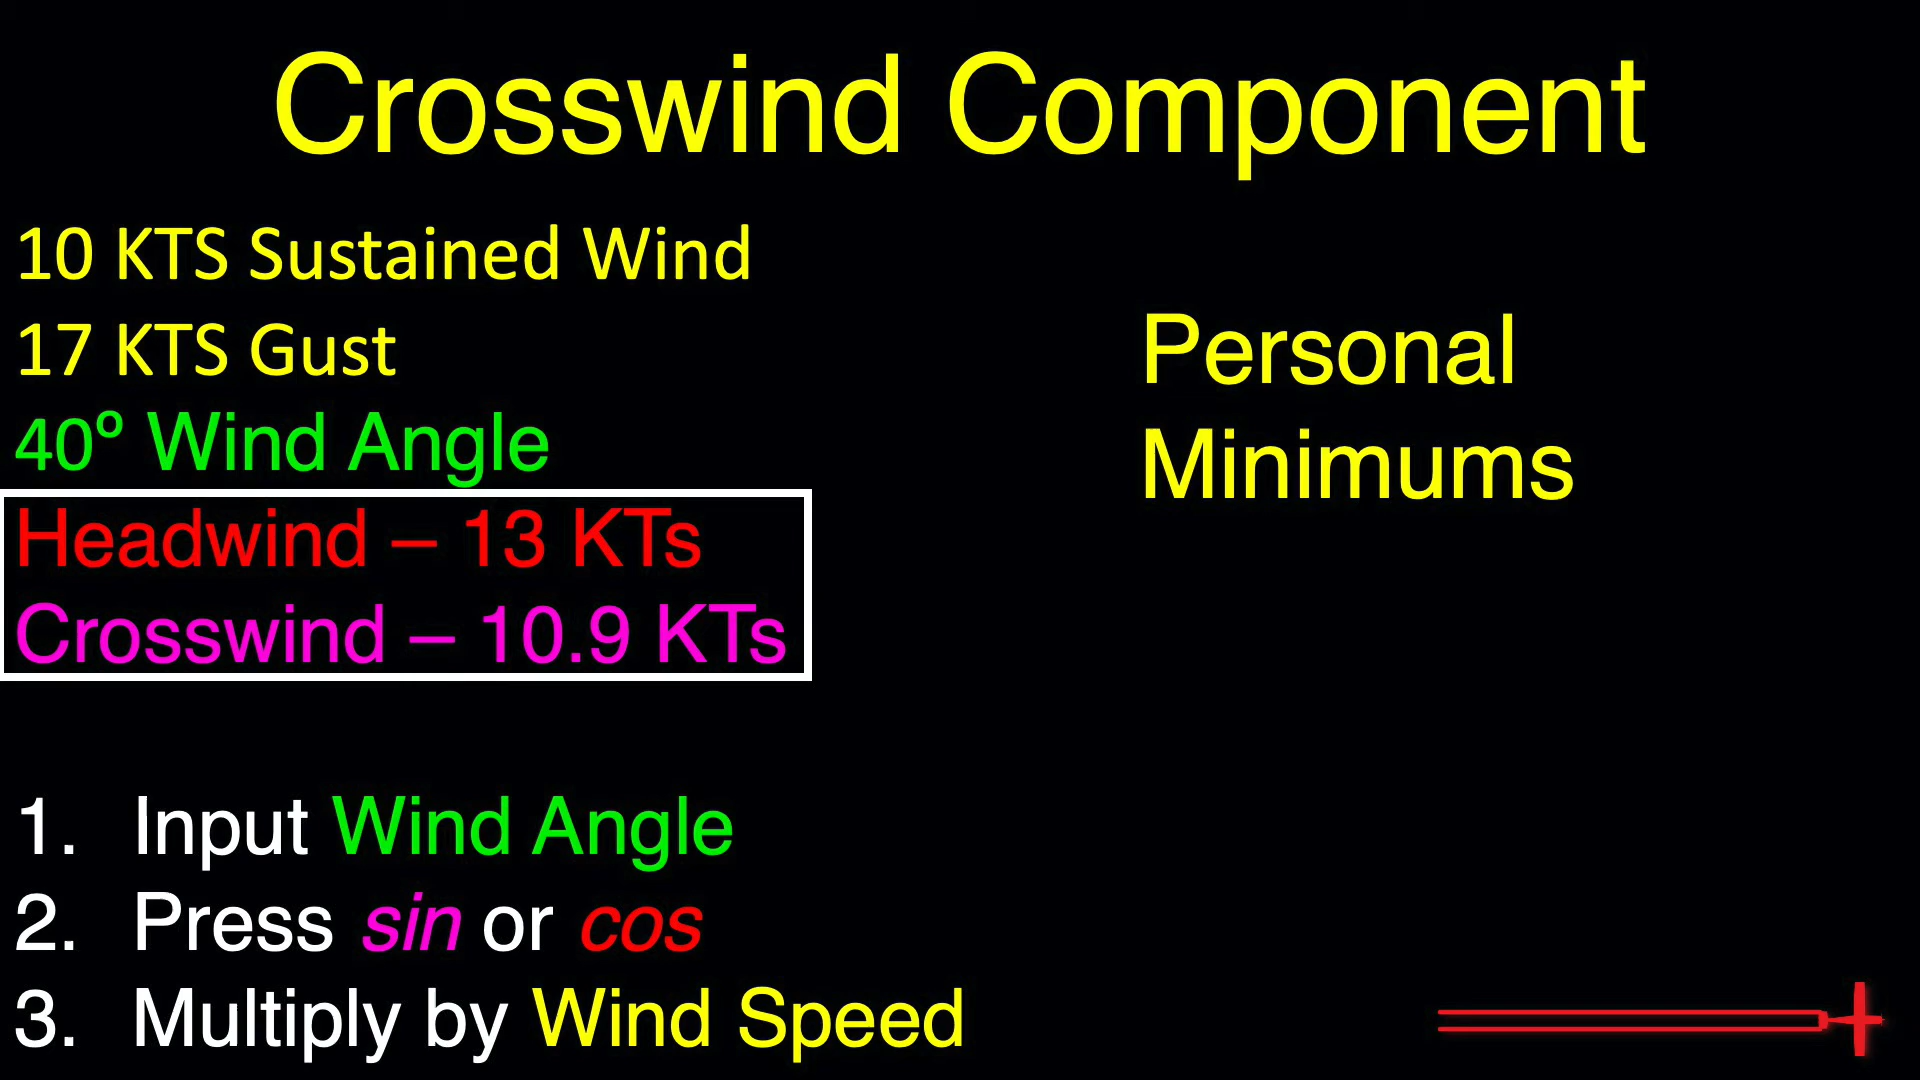 Crosswind Component
10 KTS Sustained Wind
17 KTS Gust
40º Wind Angle
Headwind – 13 KTs
Crosswind – 10.9 KTs
Personal
Minimums
1. Input Wind Angle
2. Press sin or cos
3. Multiply by Wind Speed